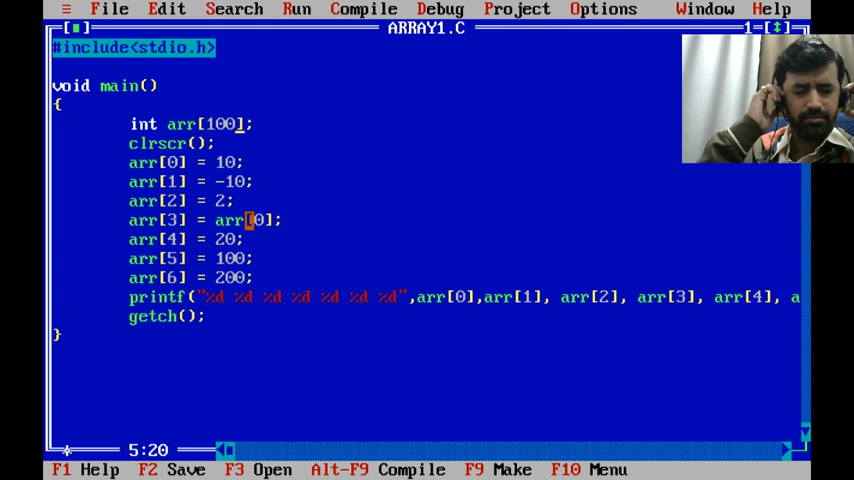 ≡ File Edit Search Run Compile Debug Project Options Window Help
[■] ARRAY1.C 1=[↕]
#include<stdio.h>
void main()
{
int arr[100];
clrscr();
arr[0] = 10;
arr[1] = -10;
arr[2] = 2;
arr[3] = arr[0];
arr[4] = 20;
arr[5] = 100;
arr[6] = 200;
printf("%d %d %d %d %d %d %d",arr[0],arr[1], arr[2], arr[3], arr[4], a
getch();
}
5:20
F1 Help F2 Save F3 Open Alt-F9 Compile F9 Make F10 Menu